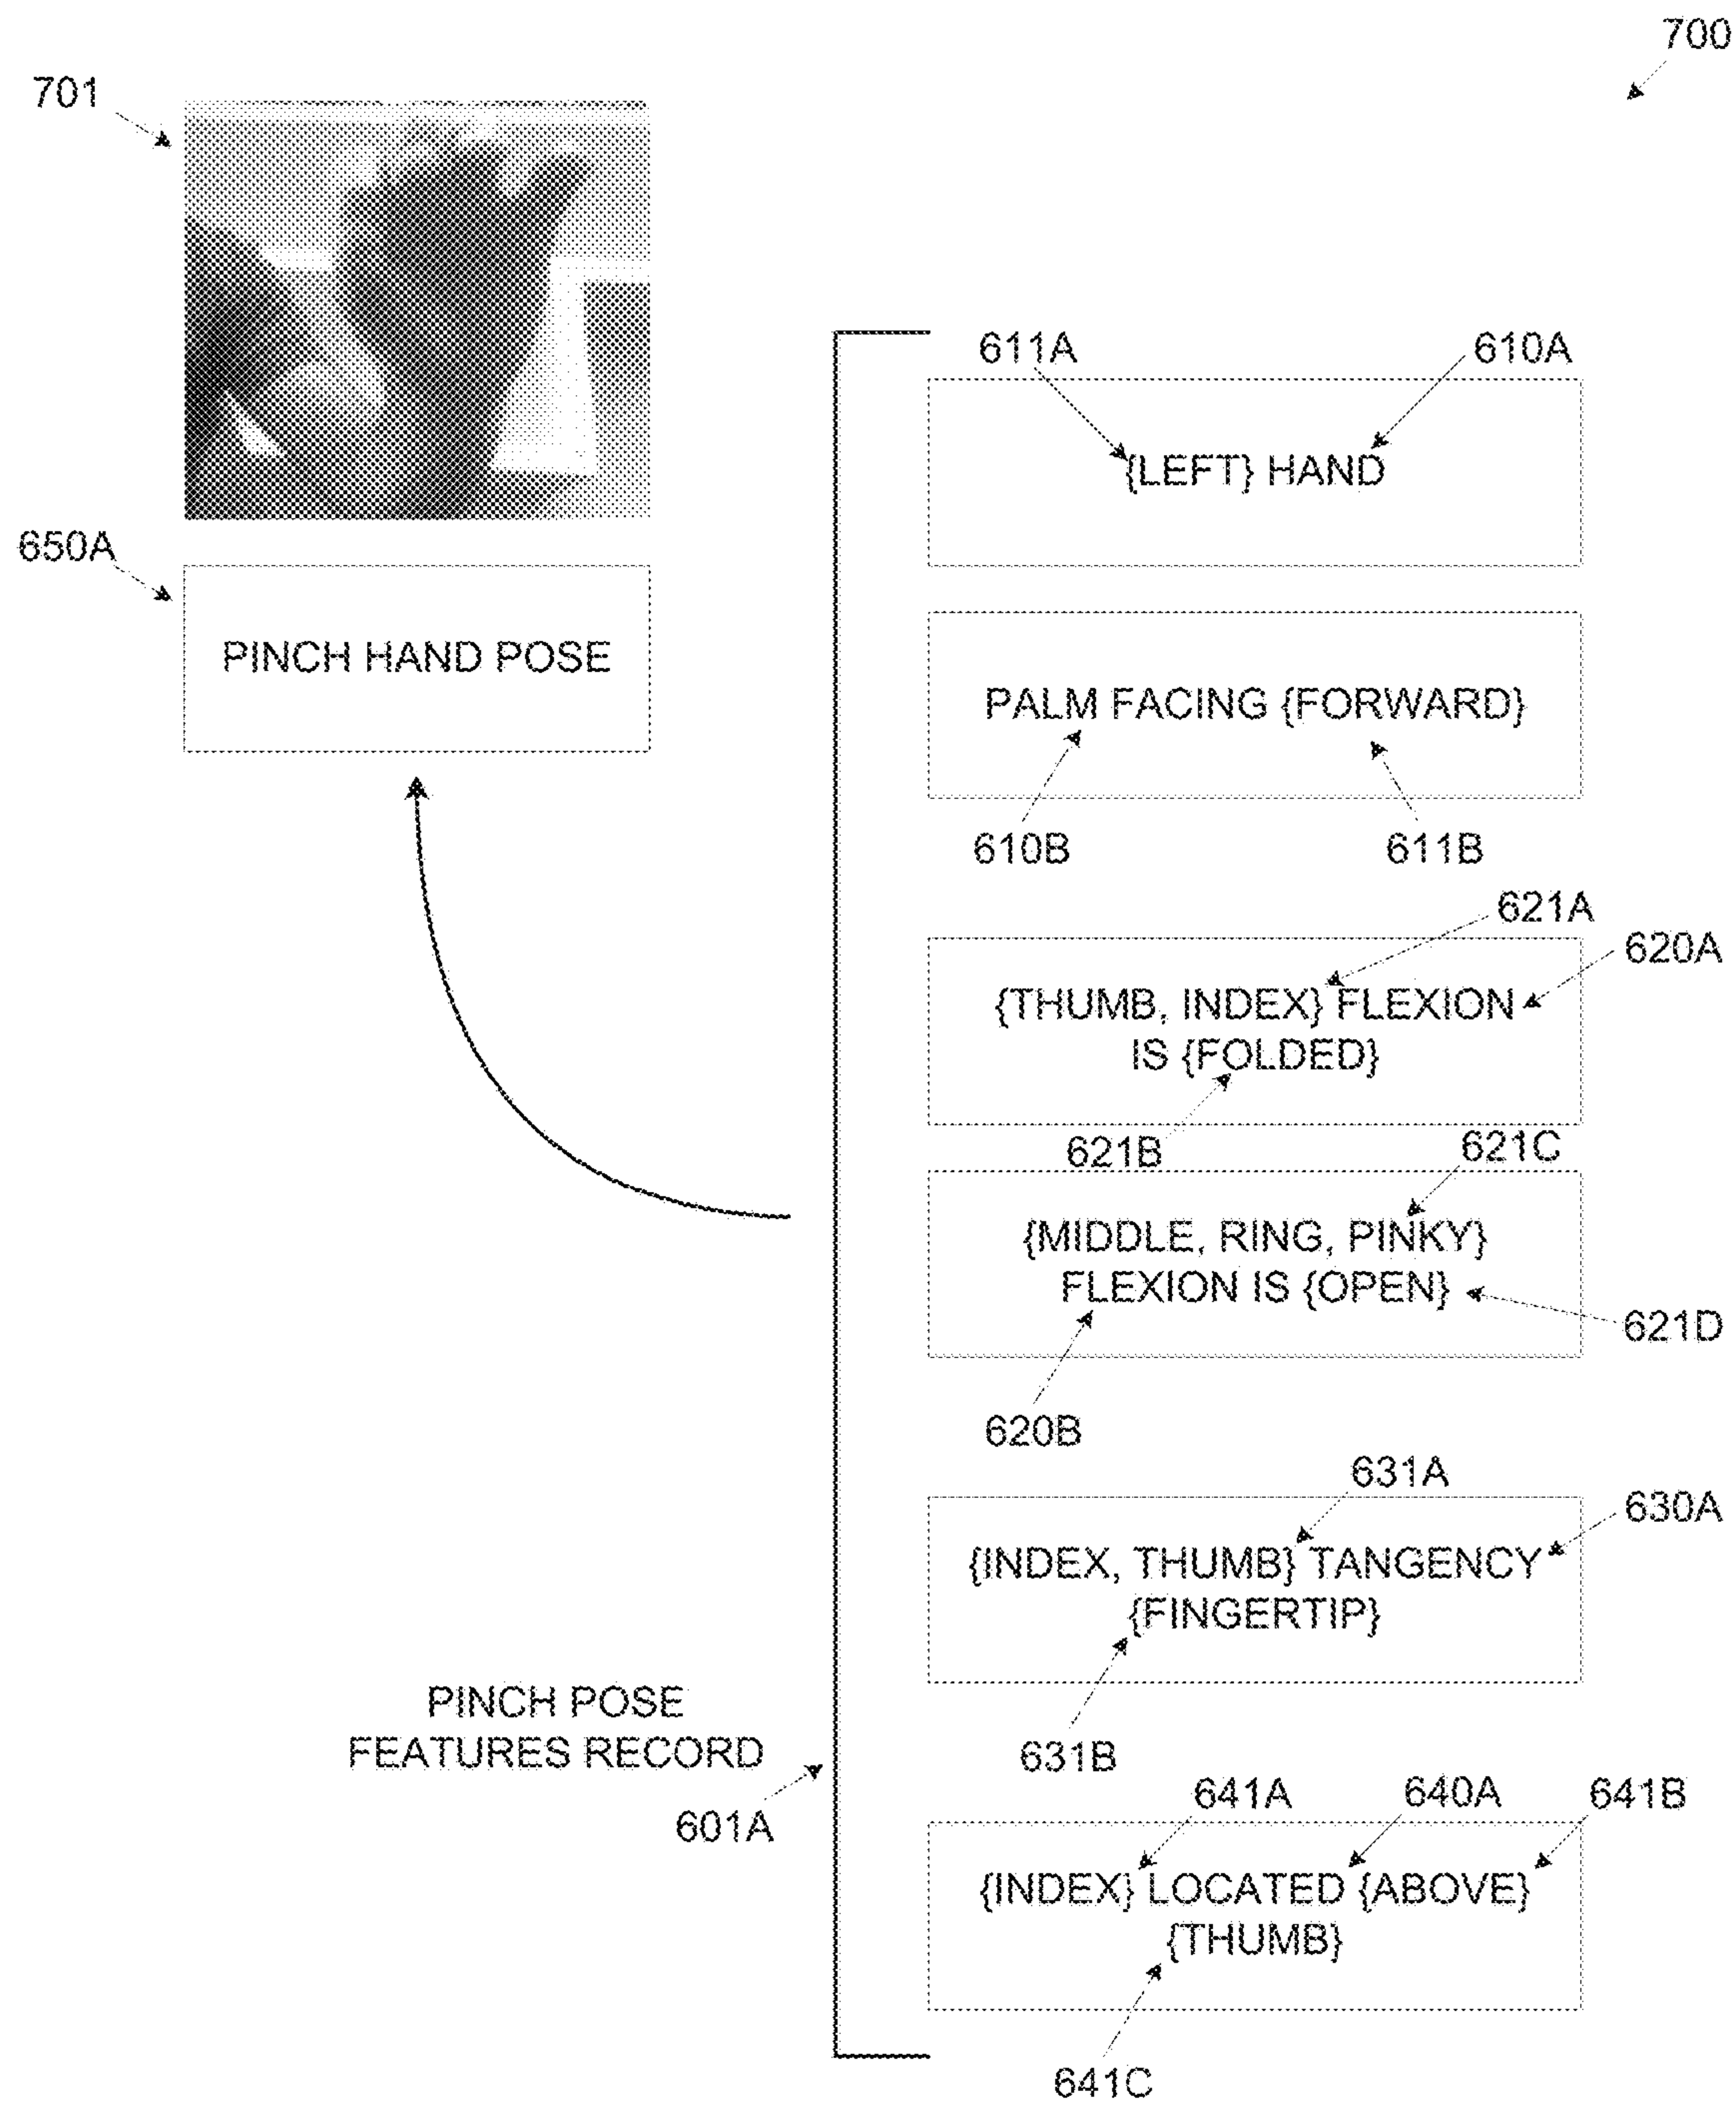 700
701
650A
PINCH HAND POSE
611A
610A
{LEFT} HAND
PALM FACING {FORWARD}
610B
611B
621A
620A
{THUMB, INDEX} FLEXION
IS {FOLDED}
621B
621C
{MIDDLE, RING, PINKY}
FLEXION IS {OPEN}
621D
620B
631A
630A
{INDEX, THUMB} TANGENCY
{FINGERTIP}
631B
PINCH POSE
FEATURES RECORD
601A
641A
640A
641B
{INDEX} LOCATED {ABOVE}
{THUMB}
641C